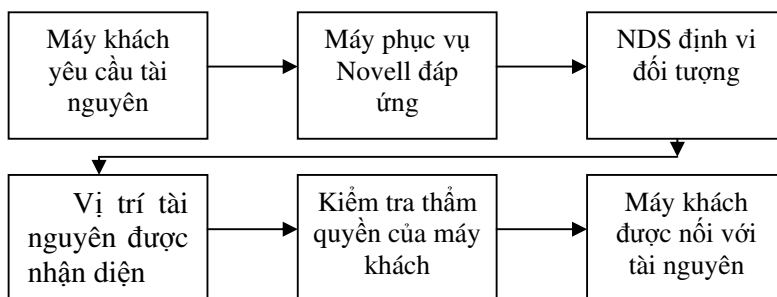 Máy khách
yêu cầu tài
nguyên
Máy phục vụ
Novell đáp
ứng
NDS định vi
đối tượng
Vị trí tài
nguyên được
nhận diện
Kiểm tra thẩm
quyền của máy
khách
Máy khách
được nối với
tài nguyên